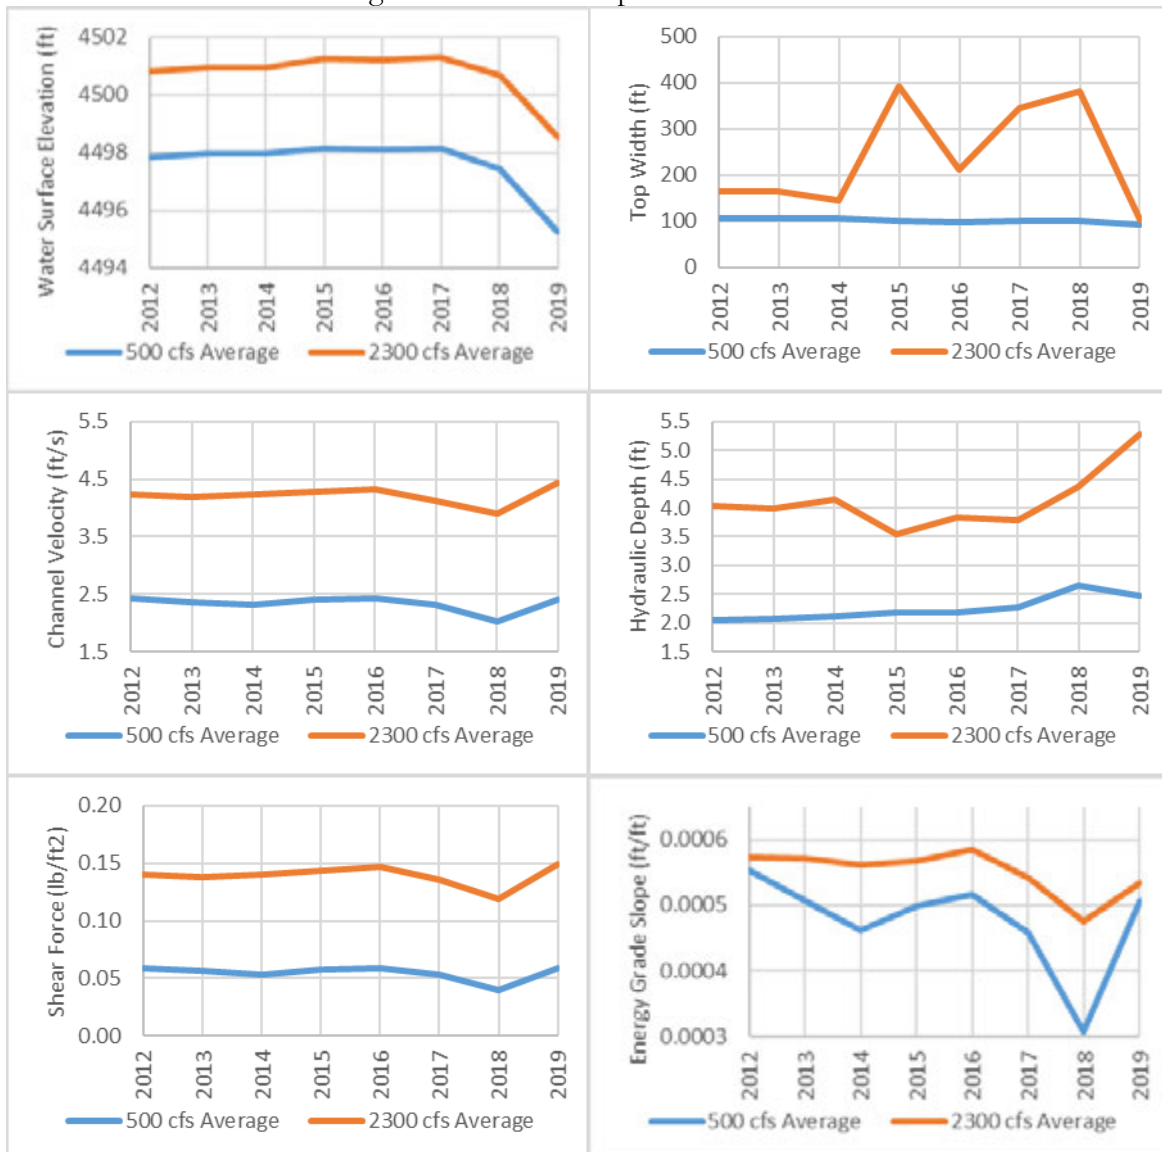 Water Surface Elevation (ft)
4502
4500
4498
4496
4494
2012 2013 2014 2015 2016 2017 2018 2019
500 cfs Average 2300 cfs Average
Top Width (ft)
500
400
300
200
100
0
2012 2013 2014 2015 2016 2017 2018 2019
500 cfs Average 2300 cfs Average
Channel Velocity (ft/s)
5.5
4.5
3.5
2.5
1.5
2012 2013 2014 2015 2016 2017 2018 2019
500 cfs Average 2300 cfs Average
Hydraulic Depth (ft)
5.5
5.0
4.5
4.0
3.5
3.0
2.5
2.0
1.5
2012 2013 2014 2015 2016 2017 2018 2019
500 cfs Average 2300 cfs Average
Shear Force (lb/ft2)
0.20
0.15
0.10
0.05
0.00
2012 2013 2014 2015 2016 2017 2018 2019
500 cfs Average 2300 cfs Average
Energy Grade Slope (ft/ft)
0.0006
0.0005
0.0004
0.0003
2012 2013 2014 2015 2016 2017 2018 2019
500 cfs Average 2300 cfs Average